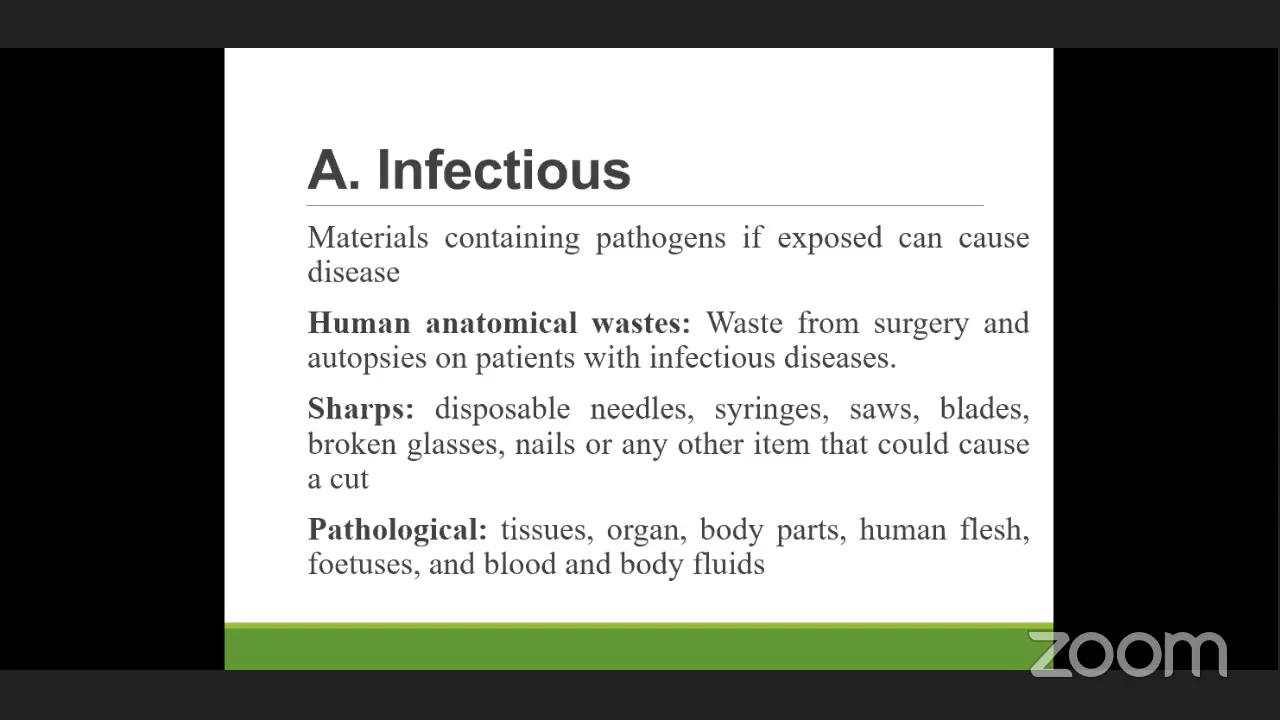 A. Infectious
Materials containing pathogens if exposed can cause
disease
Human anatomical wastes: Waste from surgery and
autopsies on patients with infectious diseases.
Sharps: disposable needles, syringes, saws, blades,
broken glasses, nails or any other item that could cause
a cut
Pathological: tissues, organ, body parts, human flesh,
foetuses, and blood and body fluids
zoom